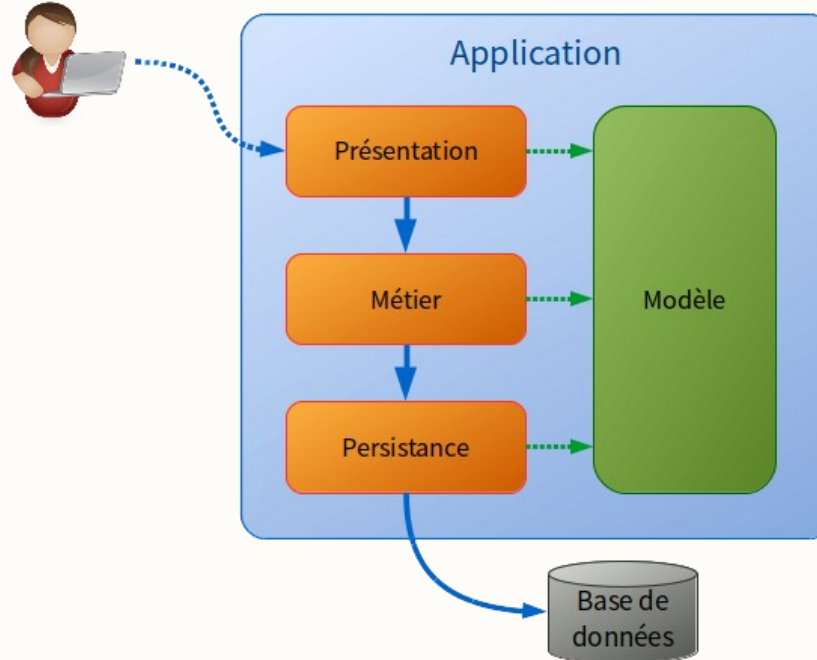 Application
Présentation
Métier
Modèle
Persistance
Base de
données